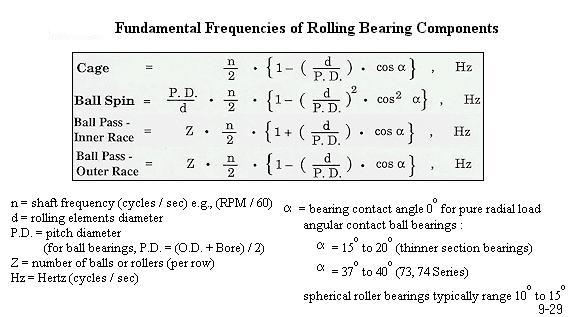 Fundamental Frequencies of Rolling Bearing Components
Cage = n/2 · {1 - ( d/P. D. ) · cos α} , Hz
Ball Spin = P. D./d · n/2 · {1 - ( d/P. D. )² · cos² α} , Hz
Ball Pass -
Inner Race = Z · n/2 · {1 + ( d/P. D. ) · cos α} , Hz
Ball Pass -
Outer Race = Z · n/2 · {1 - ( d/P. D. ) · cos α} , Hz
n = shaft frequency (cycles / sec) e.g., (RPM / 60)
d = rolling elements diameter
P.D. = pitch diameter
(for ball bearings, P.D. = (O.D. + Bore) / 2)
Z = number of balls or rollers (per row)
Hz = Hertz (cycles / sec)
α = bearing contact angle 0° for pure radial load
angular contact ball bearings :
α = 15° to 20° (thinner section bearings)
α = 37° to 40° (73, 74 Series)
spherical roller bearings typically range 10° to 15°
9-29